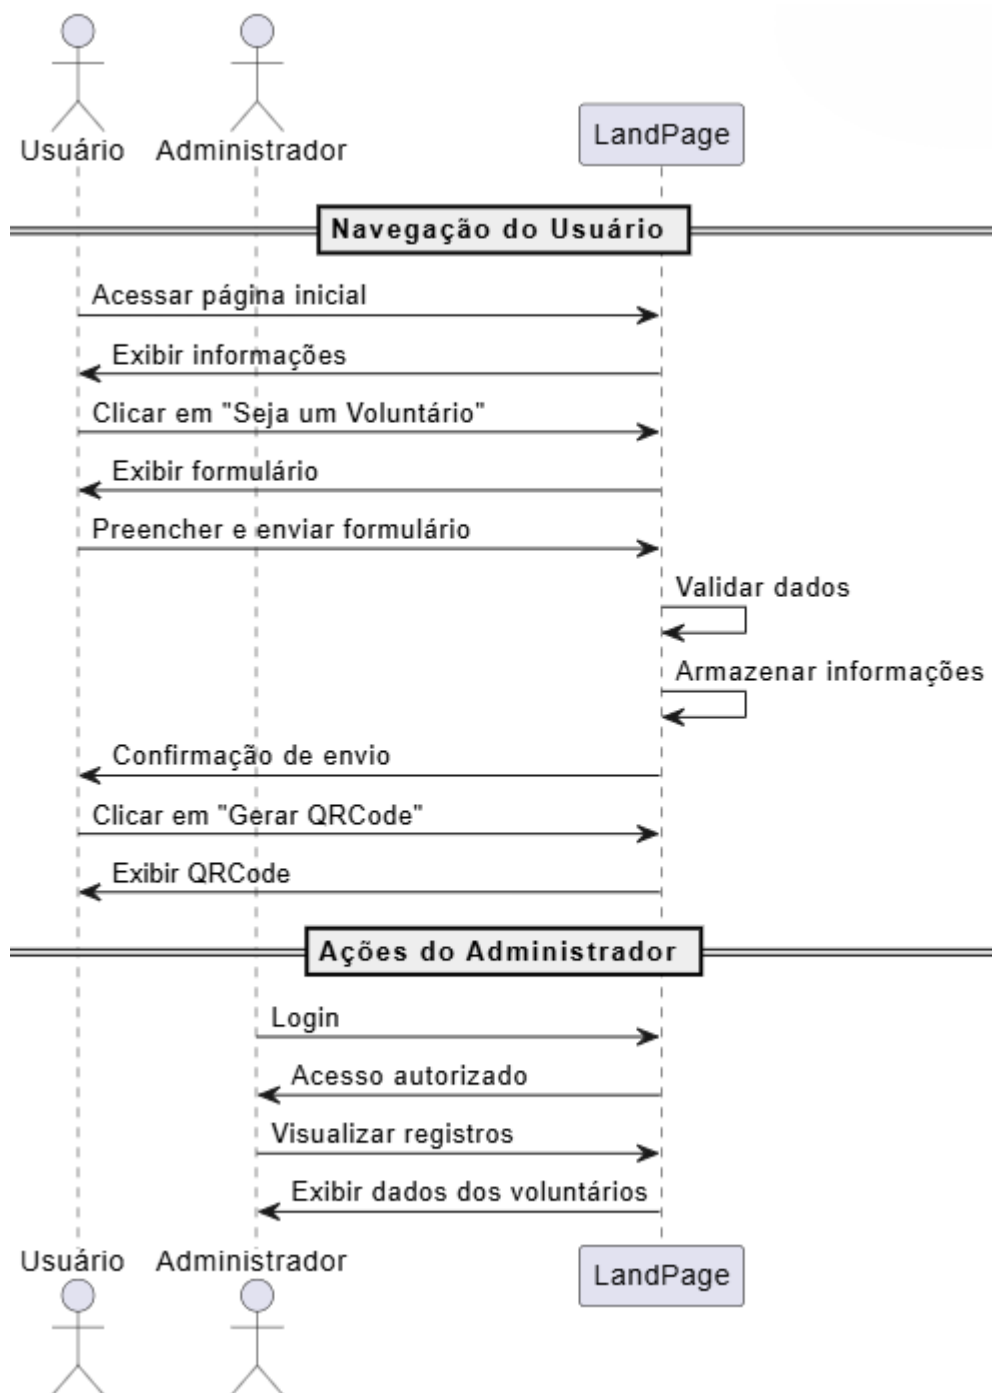 Usuário Administrador LandPage
Navegação do Usuário
Acessar página inicial
Exibir informações
Clicar em "Seja um Voluntário"
Exibir formulário
Preencher e enviar formulário
Validar dados
Armazenar informações
Confirmação de envio
Clicar em "Gerar QRCode"
Exibir QRCode
Ações do Administrador
Login
Acesso autorizado
Visualizar registros
Exibir dados dos voluntários
Usuário Administrador LandPage